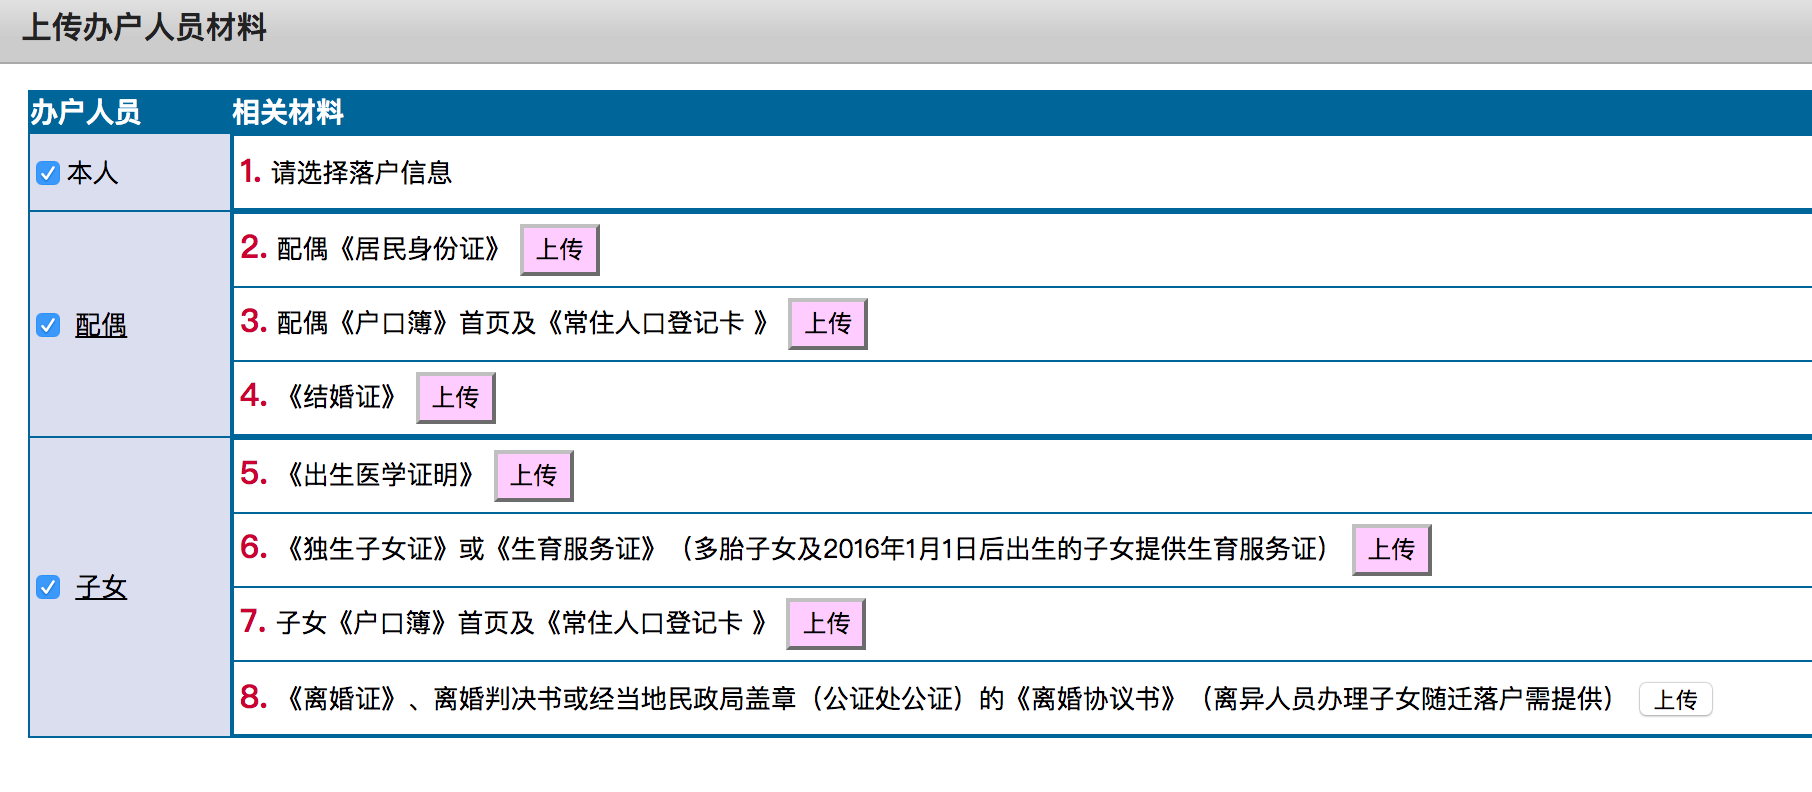 上传办户人员材料
办户人员 相关材料
本人 1. 请选择落户信息
2. 配偶《居民身份证》 上传
配偶 3. 配偶《户口簿》首页及《常住人口登记卡 》 上传
4. 《结婚证》 上传
5. 《出生医学证明》 上传
6. 《独生子女证》或《生育服务证》（多胎子女及2016年1月1日后出生的子女提供生育服务证） 上传
子女 7. 子女《户口簿》首页及《常住人口登记卡 》 上传
8. 《离婚证》、离婚判决书或经当地民政局盖章（公证处公证）的《离婚协议书》（离异人员办理子女随迁落户需提供） 上传